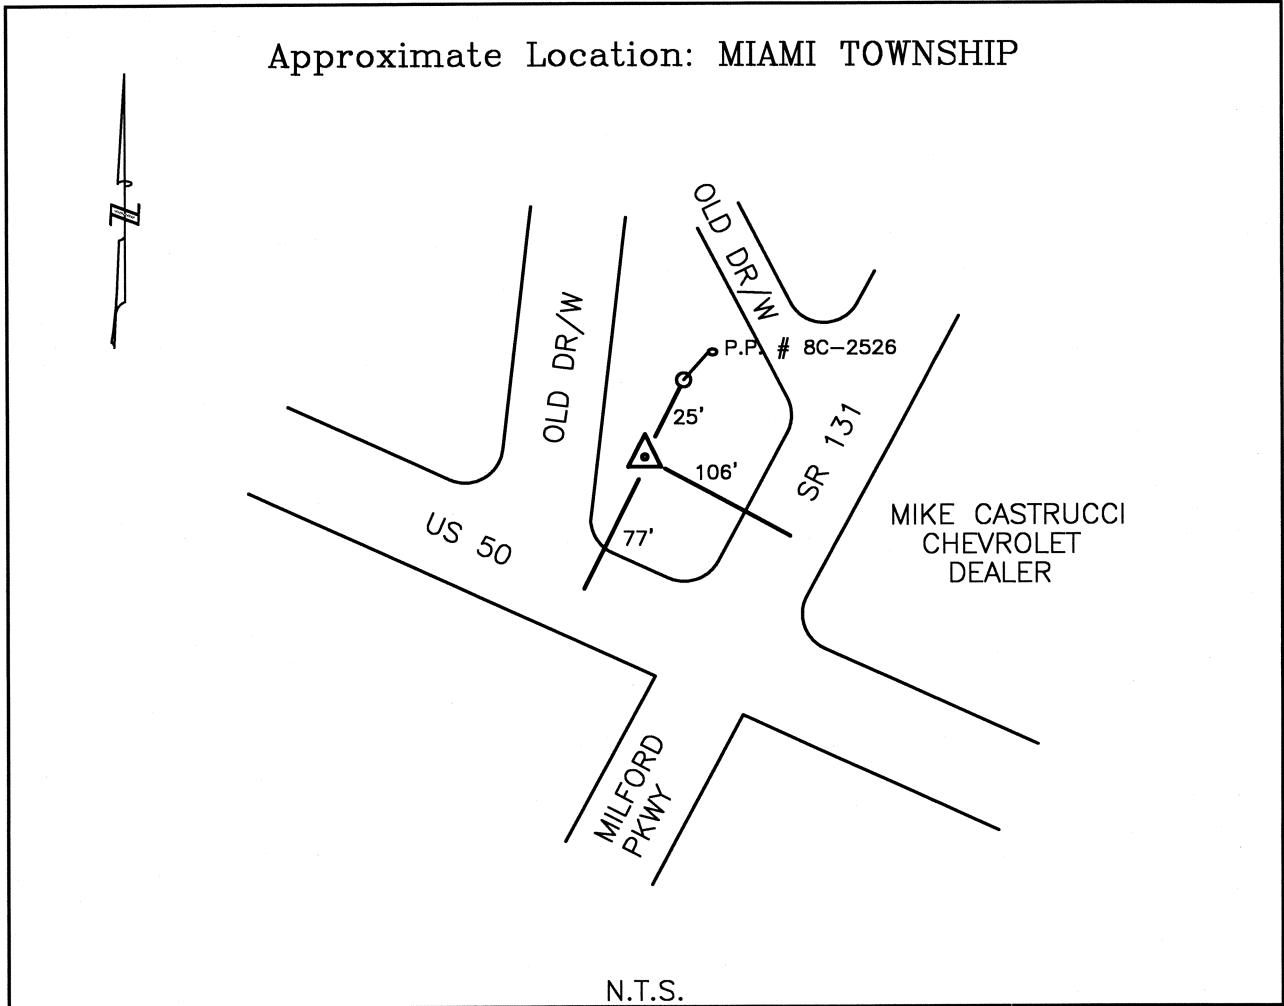 Approximate Location: MIAMI TOWNSHIP
N
OLD DR/W
OLD DR/W
P.P. # 8C-2526
25'
106'
SR 131
77'
US 50
MIKE CASTRUCCI
CHEVROLET
DEALER
MILFORD
PKWY
N.T.S.